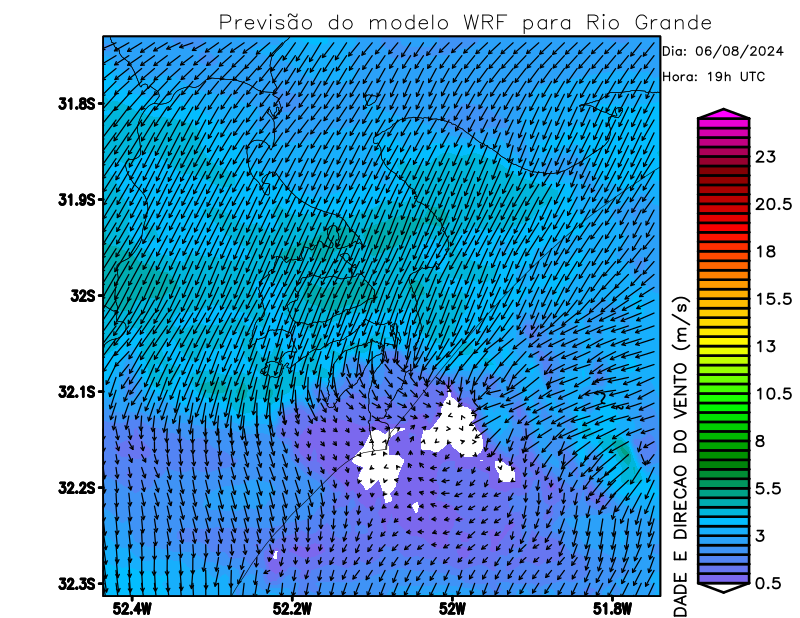 Previsão do modelo WRF para Rio Grande
Dia: 06/08/2024
Hora: 19h UTC
31.8S
31.9S
32S
32.1S
32.2S
32.3S
52.4W
52.2W
52W
51.8W
23
20.5
18
15.5
13
10.5
8
5.5
3
0.5
DADE E DIRECAO DO VENTO (m/s)